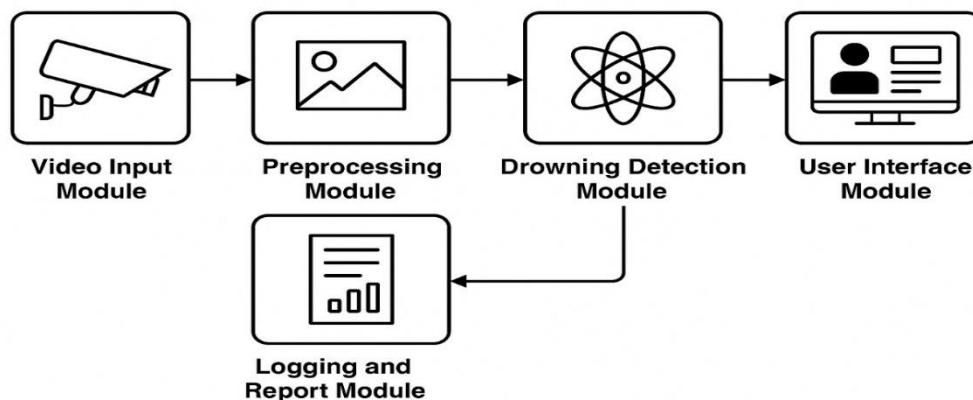 Video Input
Module
Preprocessing
Module
Drowning Detection
Module
User Interface
Module
Logging and
Report Module